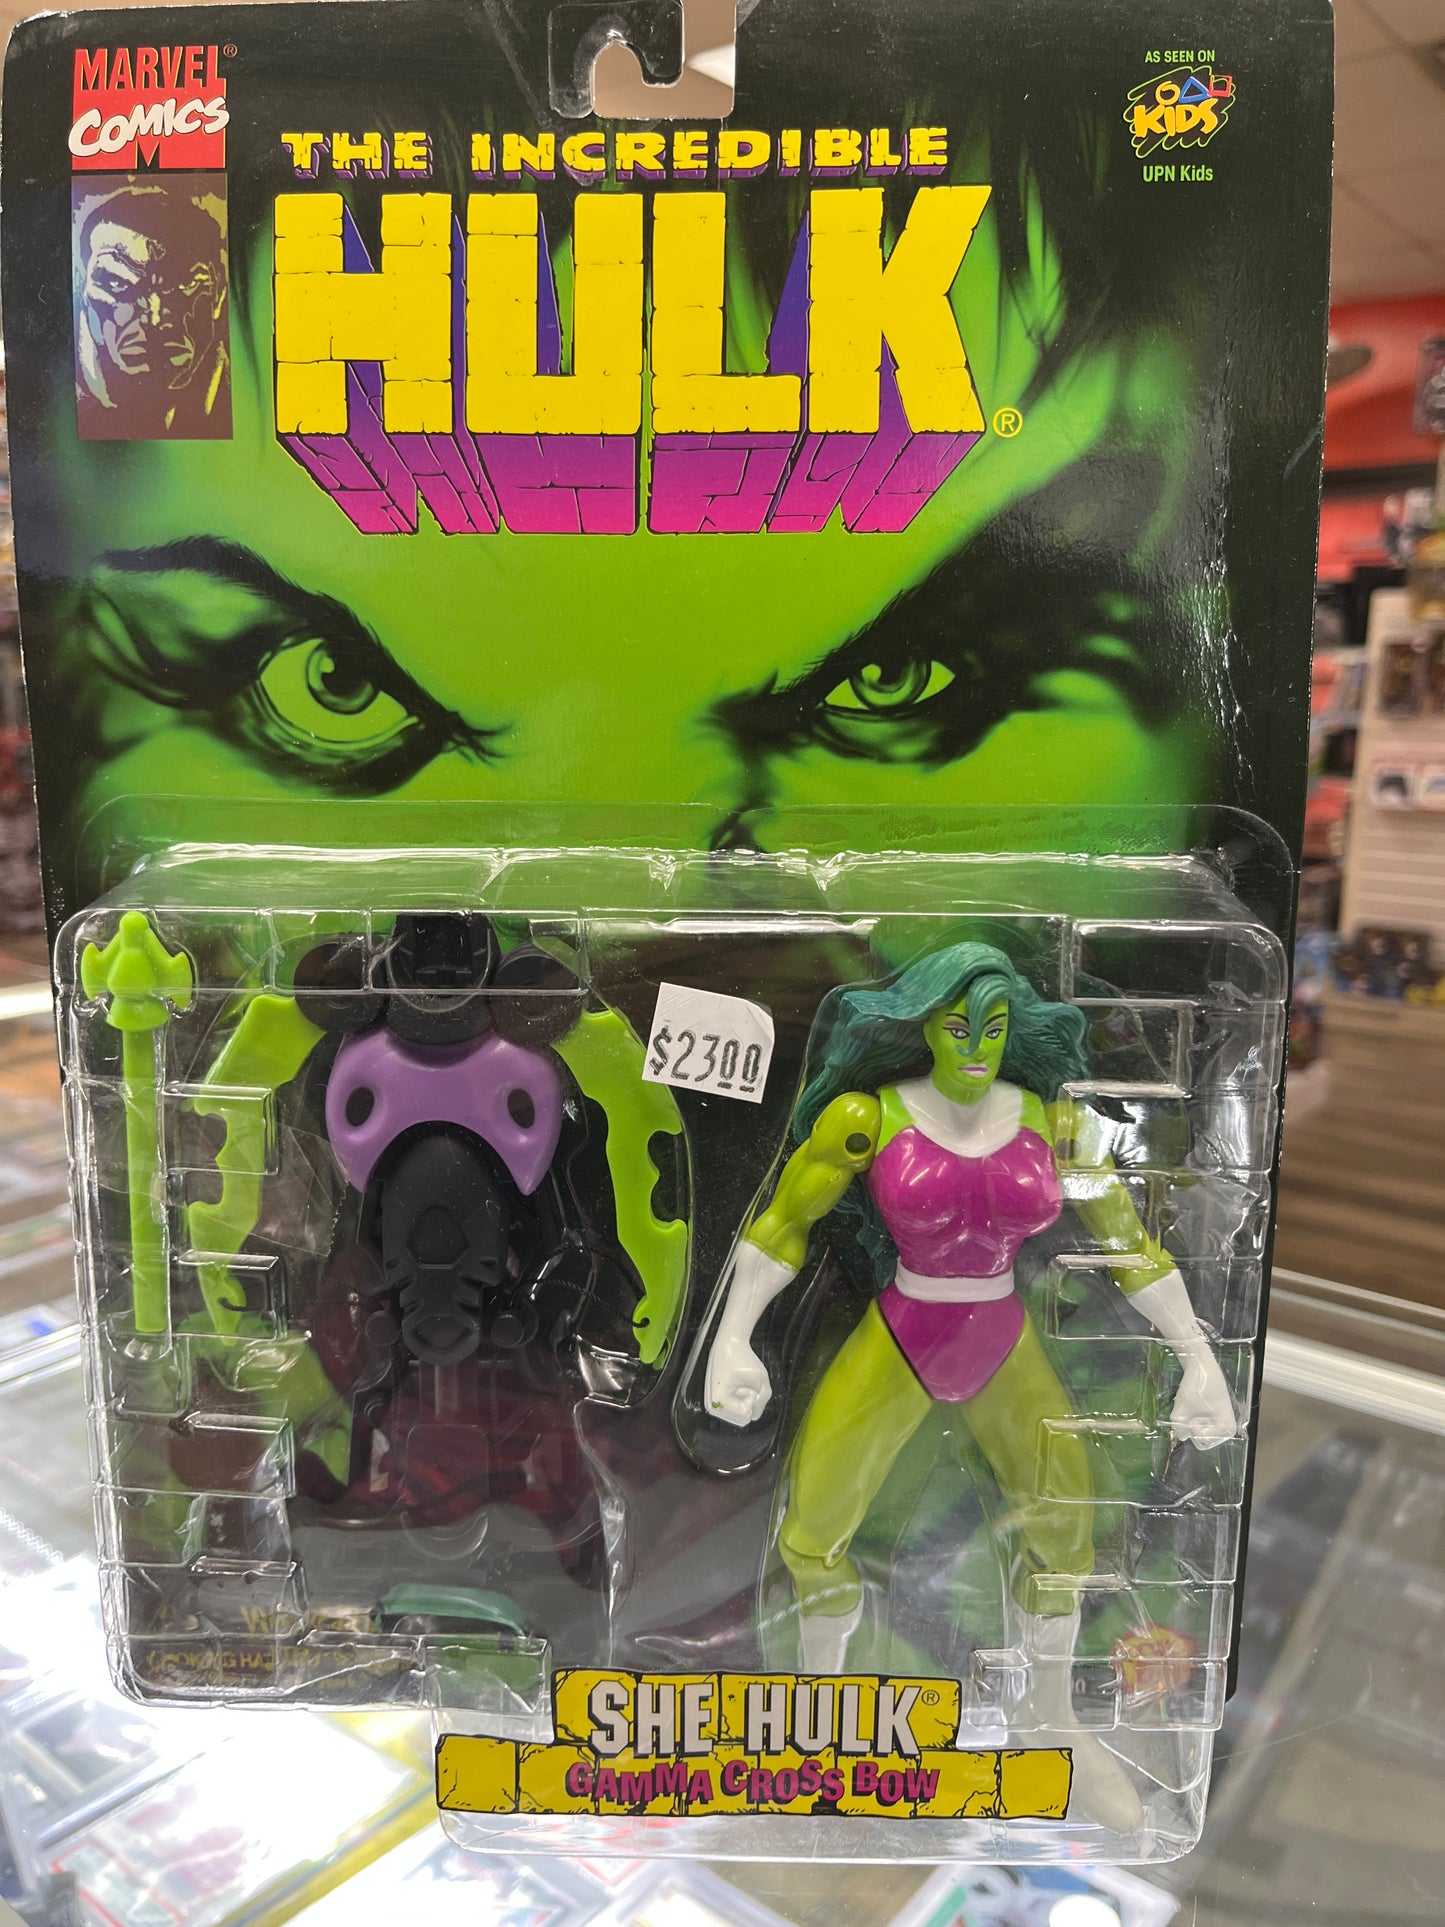 MARVEL®
COMICS
M
AS SEEN ON
KIDS
UPN Kids
THE INCREDIBLE
HULK®
$23.00
SHE HULK®
GAMMA CROSS BOW